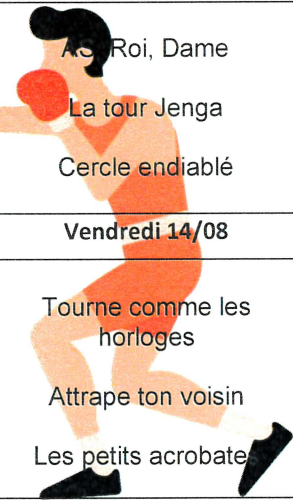 AS, Roi, Dame
La tour Jenga
Cercle endiablé
Vendredi 14/08
Tourne comme les
horloges
Attrape ton voisin
Les petits acrobates